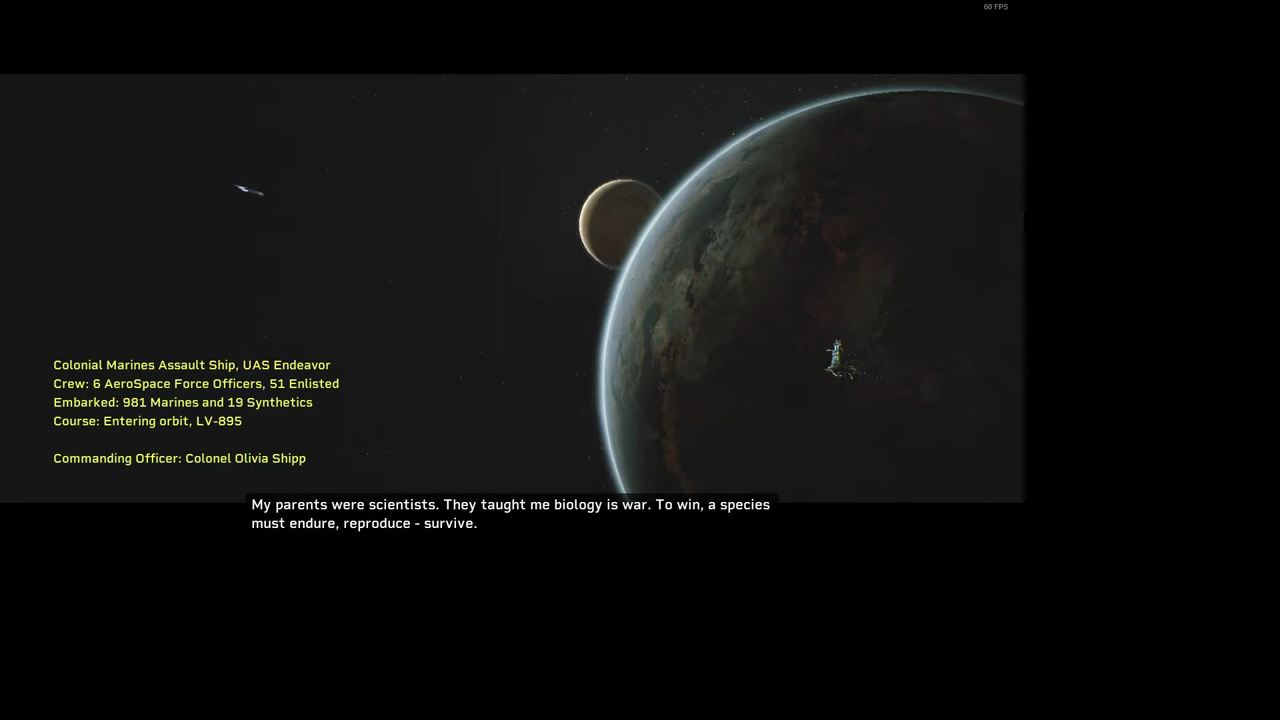 60 FPS
Colonial Marines Assault Ship, UAS Endeavor
Crew: 6 AeroSpace Force Officers, 51 Enlisted
Embarked: 981 Marines and 19 Synthetics
Course: Entering orbit, LV-895
Commanding Officer: Colonel Olivia Shipp
My parents were scientists. They taught me biology is war. To win, a species
must endure, reproduce - survive.